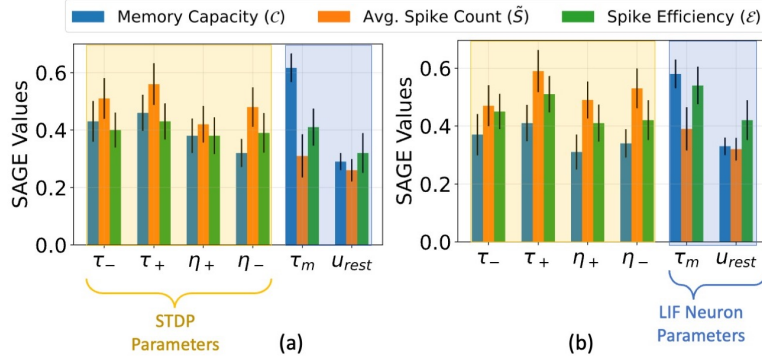 Memory Capacity (𝒞) Avg. Spike Count (S̃) Spike Efficiency (ℰ)
SAGE Values
0.6
0.4
0.2
0.0
τ₋ τ₊ η₊ η₋ τₘ u_rest
STDP
Parameters
(a)
SAGE Values
0.6
0.4
0.2
0.0
τ₋ τ₊ η₊ η₋ τₘ u_rest
(b)
LIF Neuron
Parameters